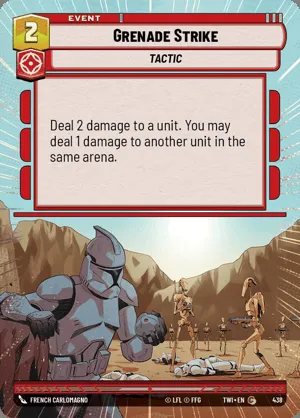 EVENT
2
GRENADE STRIKE
TACTIC
Deal 2 damage to a unit. You may
deal 1 damage to another unit in the
same arena.
FRENCH CARLOMAGNO
© LFL © FFG
TWI • EN
C
438